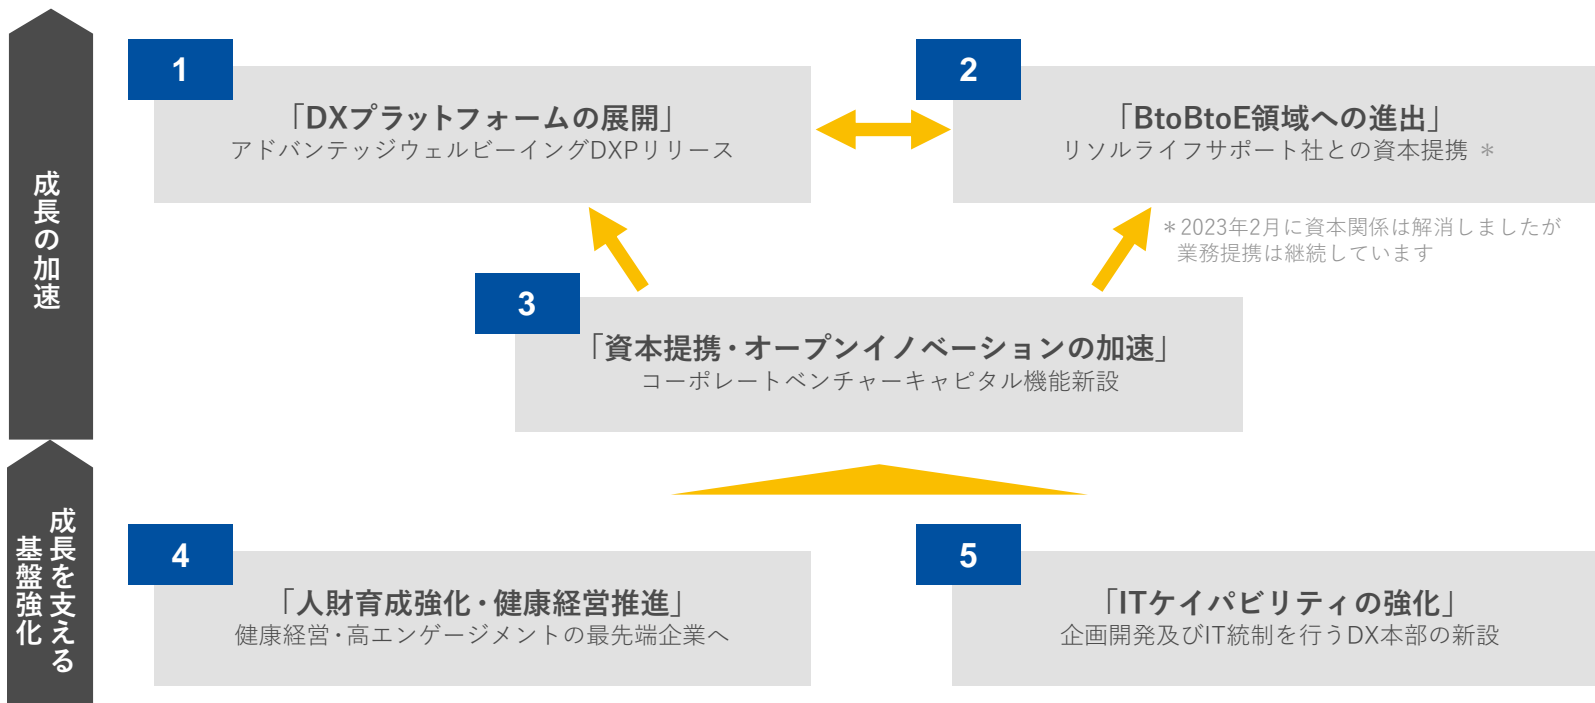 成長の加速
1
「DXプラットフォームの展開」
アドバンテッジウェルビーイングDXPリリース
2
「BtoBtoE領域への進出」
リソルライフサポート社との資本提携 ＊
＊2023年2月に資本関係は解消しましたが
業務提携は継続しています
3
「資本提携・オープンイノベーションの加速」
コーポレートベンチャーキャピタル機能新設
成長を支える
基盤強化
4
「人財育成強化・健康経営推進」
健康経営・高エンゲージメントの最先端企業へ
5
「ITケイパビリティの強化」
企画開発及びIT統制を行うDX本部の新設